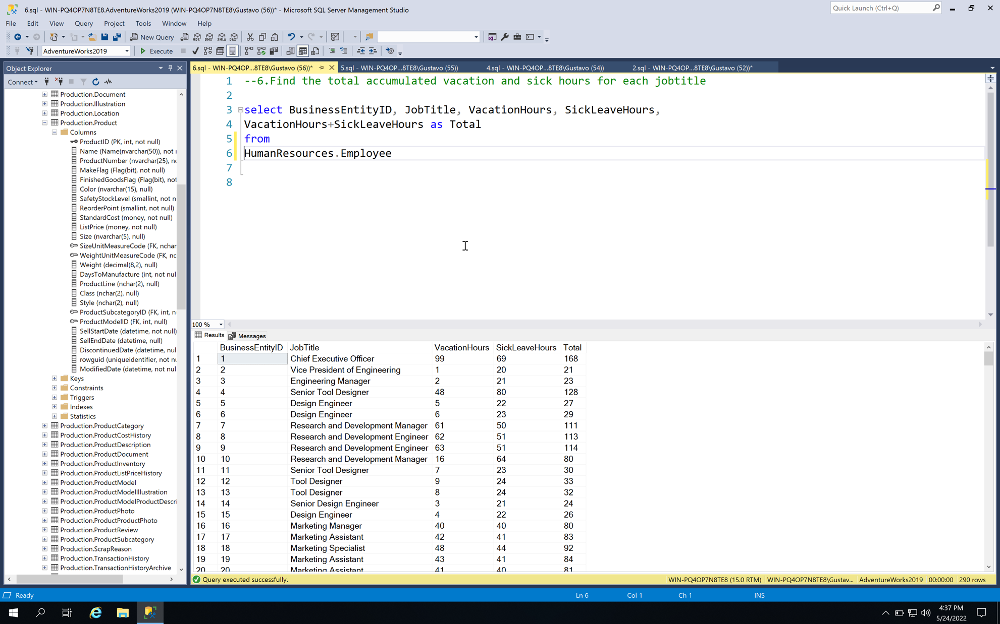 6.sql - WIN-PQ4OP7N8TE8.AdventureWorks2019 (WIN-PQ4OP7N8TE8\Gustavo (56))* - Microsoft SQL Server Management Studio
Quick Launch (Ctrl+Q)
File Edit View Query Project Tools Window Help
New Query MDX DMX XMLA DAX
AdventureWorks2019 Execute
Object Explorer
6.sql - WIN-PQ4OP...8TE8\Gustavo (56))* 5.sql - WIN-PQ4OP...8TE8\Gustavo (55)) 4.sql - WIN-PQ4OP...8TE8\Gustavo (54)) 2.sql - WIN-PQ4OP...8TE8\Gustavo (52))*
Connect
Production.Document
Production.Illustration
Production.Location
Production.Product
Columns
ProductID (PK, int, not null)
Name (Name(nvarchar(50)), not
ProductNumber (nvarchar(25), no
MakeFlag (Flag(bit), not null)
FinishedGoodsFlag (Flag(bit), not
Color (nvarchar(15), null)
SafetyStockLevel (smallint, not n
ReorderPoint (smallint, not null)
StandardCost (money, not null)
ListPrice (money, not null)
Size (nvarchar(5), null)
SizeUnitMeasureCode (FK, nchar
WeightUnitMeasureCode (FK, nc
Weight (decimal(8,2), null)
DaysToManufacture (int, not nul
ProductLine (nchar(2), null)
Class (nchar(2), null)
Style (nchar(2), null)
ProductSubcategoryID (FK, int, n
ProductModelID (FK, int, null)
SellStartDate (datetime, not null)
SellEndDate (datetime, null)
DiscontinuedDate (datetime, nul
rowguid (uniqueidentifier, not nu
ModifiedDate (datetime, not nul
Keys
Constraints
Triggers
Indexes
Statistics
Production.ProductCategory
Production.ProductCostHistory
Production.ProductDescription
Production.ProductDocument
Production.ProductInventory
Production.ProductListPriceHistory
Production.ProductModel
Production.ProductModelIllustration
Production.ProductModelProductDescri
Production.ProductPhoto
Production.ProductProductPhoto
Production.ProductReview
Production.ProductSubcategory
Production.ScrapReason
Production.TransactionHistory
Production.TransactionHistoryArchive
1 --6.Find the total accumulated vacation and sick hours for each jobtitle
2
3 select BusinessEntityID, JobTitle, VacationHours, SickLeaveHours,
4 VacationHours+SickLeaveHours as Total
5 from
6 HumanResources.Employee
7
8
100 %
Results Messages
BusinessEntityID JobTitle VacationHours SickLeaveHours Total
1 1 Chief Executive Officer 99 69 168
2 2 Vice President of Engineering 1 20 21
3 3 Engineering Manager 2 21 23
4 4 Senior Tool Designer 48 80 128
5 5 Design Engineer 5 22 27
6 6 Design Engineer 6 23 29
7 7 Research and Development Manager 61 50 111
8 8 Research and Development Engineer 62 51 113
9 9 Research and Development Engineer 63 51 114
10 10 Research and Development Manager 16 64 80
11 11 Senior Tool Designer 7 23 30
12 12 Tool Designer 9 24 33
13 13 Tool Designer 8 24 32
14 14 Senior Design Engineer 3 21 24
15 15 Design Engineer 4 22 26
16 16 Marketing Manager 40 40 80
17 17 Marketing Assistant 42 41 83
18 18 Marketing Specialist 48 44 92
19 19 Marketing Assistant 43 41 84
20 20 Marketing Assistant 41 40 81
Query executed successfully. WIN-PQ4OP7N8TE8 (15.0 RTM) WIN-PQ4OP7N8TE8\Gustav... AdventureWorks2019 00:00:00 290 rows
Ready Ln 6 Col 1 Ch 1 INS
4:37 PM
5/24/2022